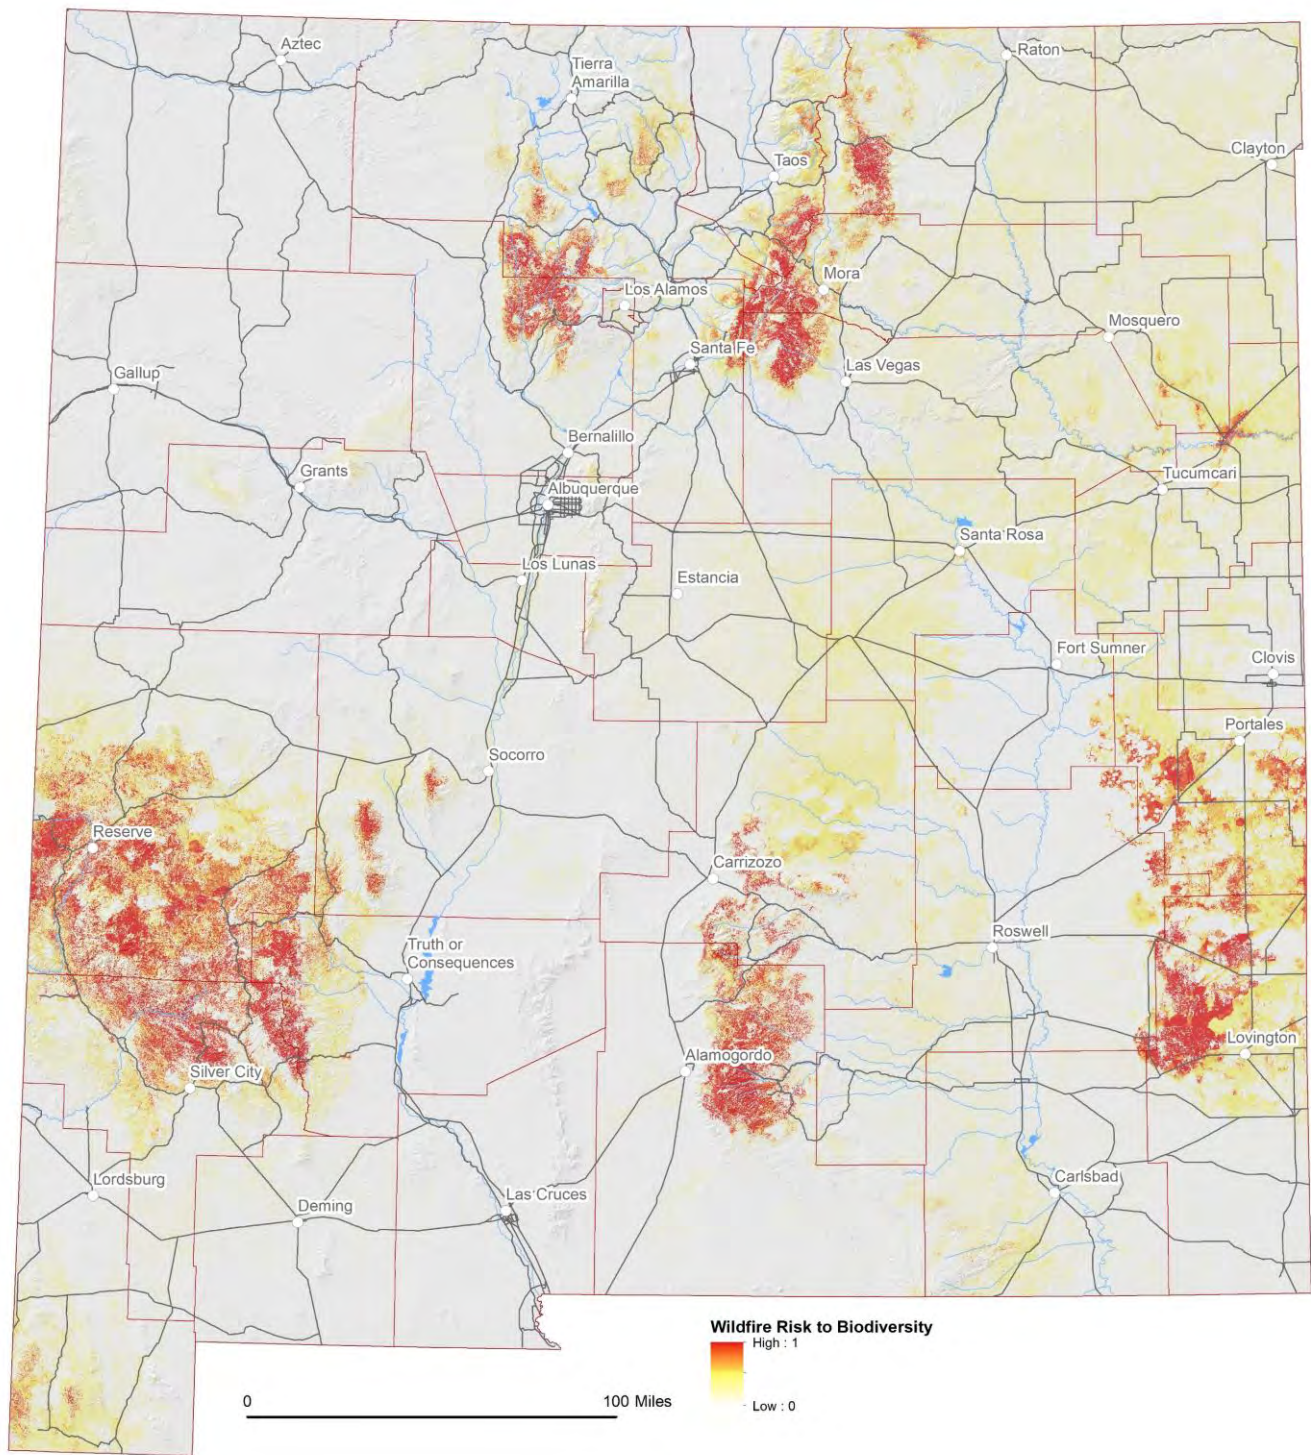 Aztec
Raton
Tierra
Amarilla
Clayton
Taos
Mora
Los Alamos
Mosquero
Santa Fe
Las Vegas
Gallup
Bernalillo
Grants
Tucumcari
Albuquerque
Santa Rosa
Los Lunas
Estancia
Fort Sumner
Clovis
Portales
Socorro
Reserve
Carrizozo
Roswell
Truth or
Consequences
Lovington
Alamogordo
Silver City
Lordsburg
Carlsbad
Las Cruces
Deming
Wildfire Risk to Biodiversity
High : 1
Low : 0
0 100 Miles